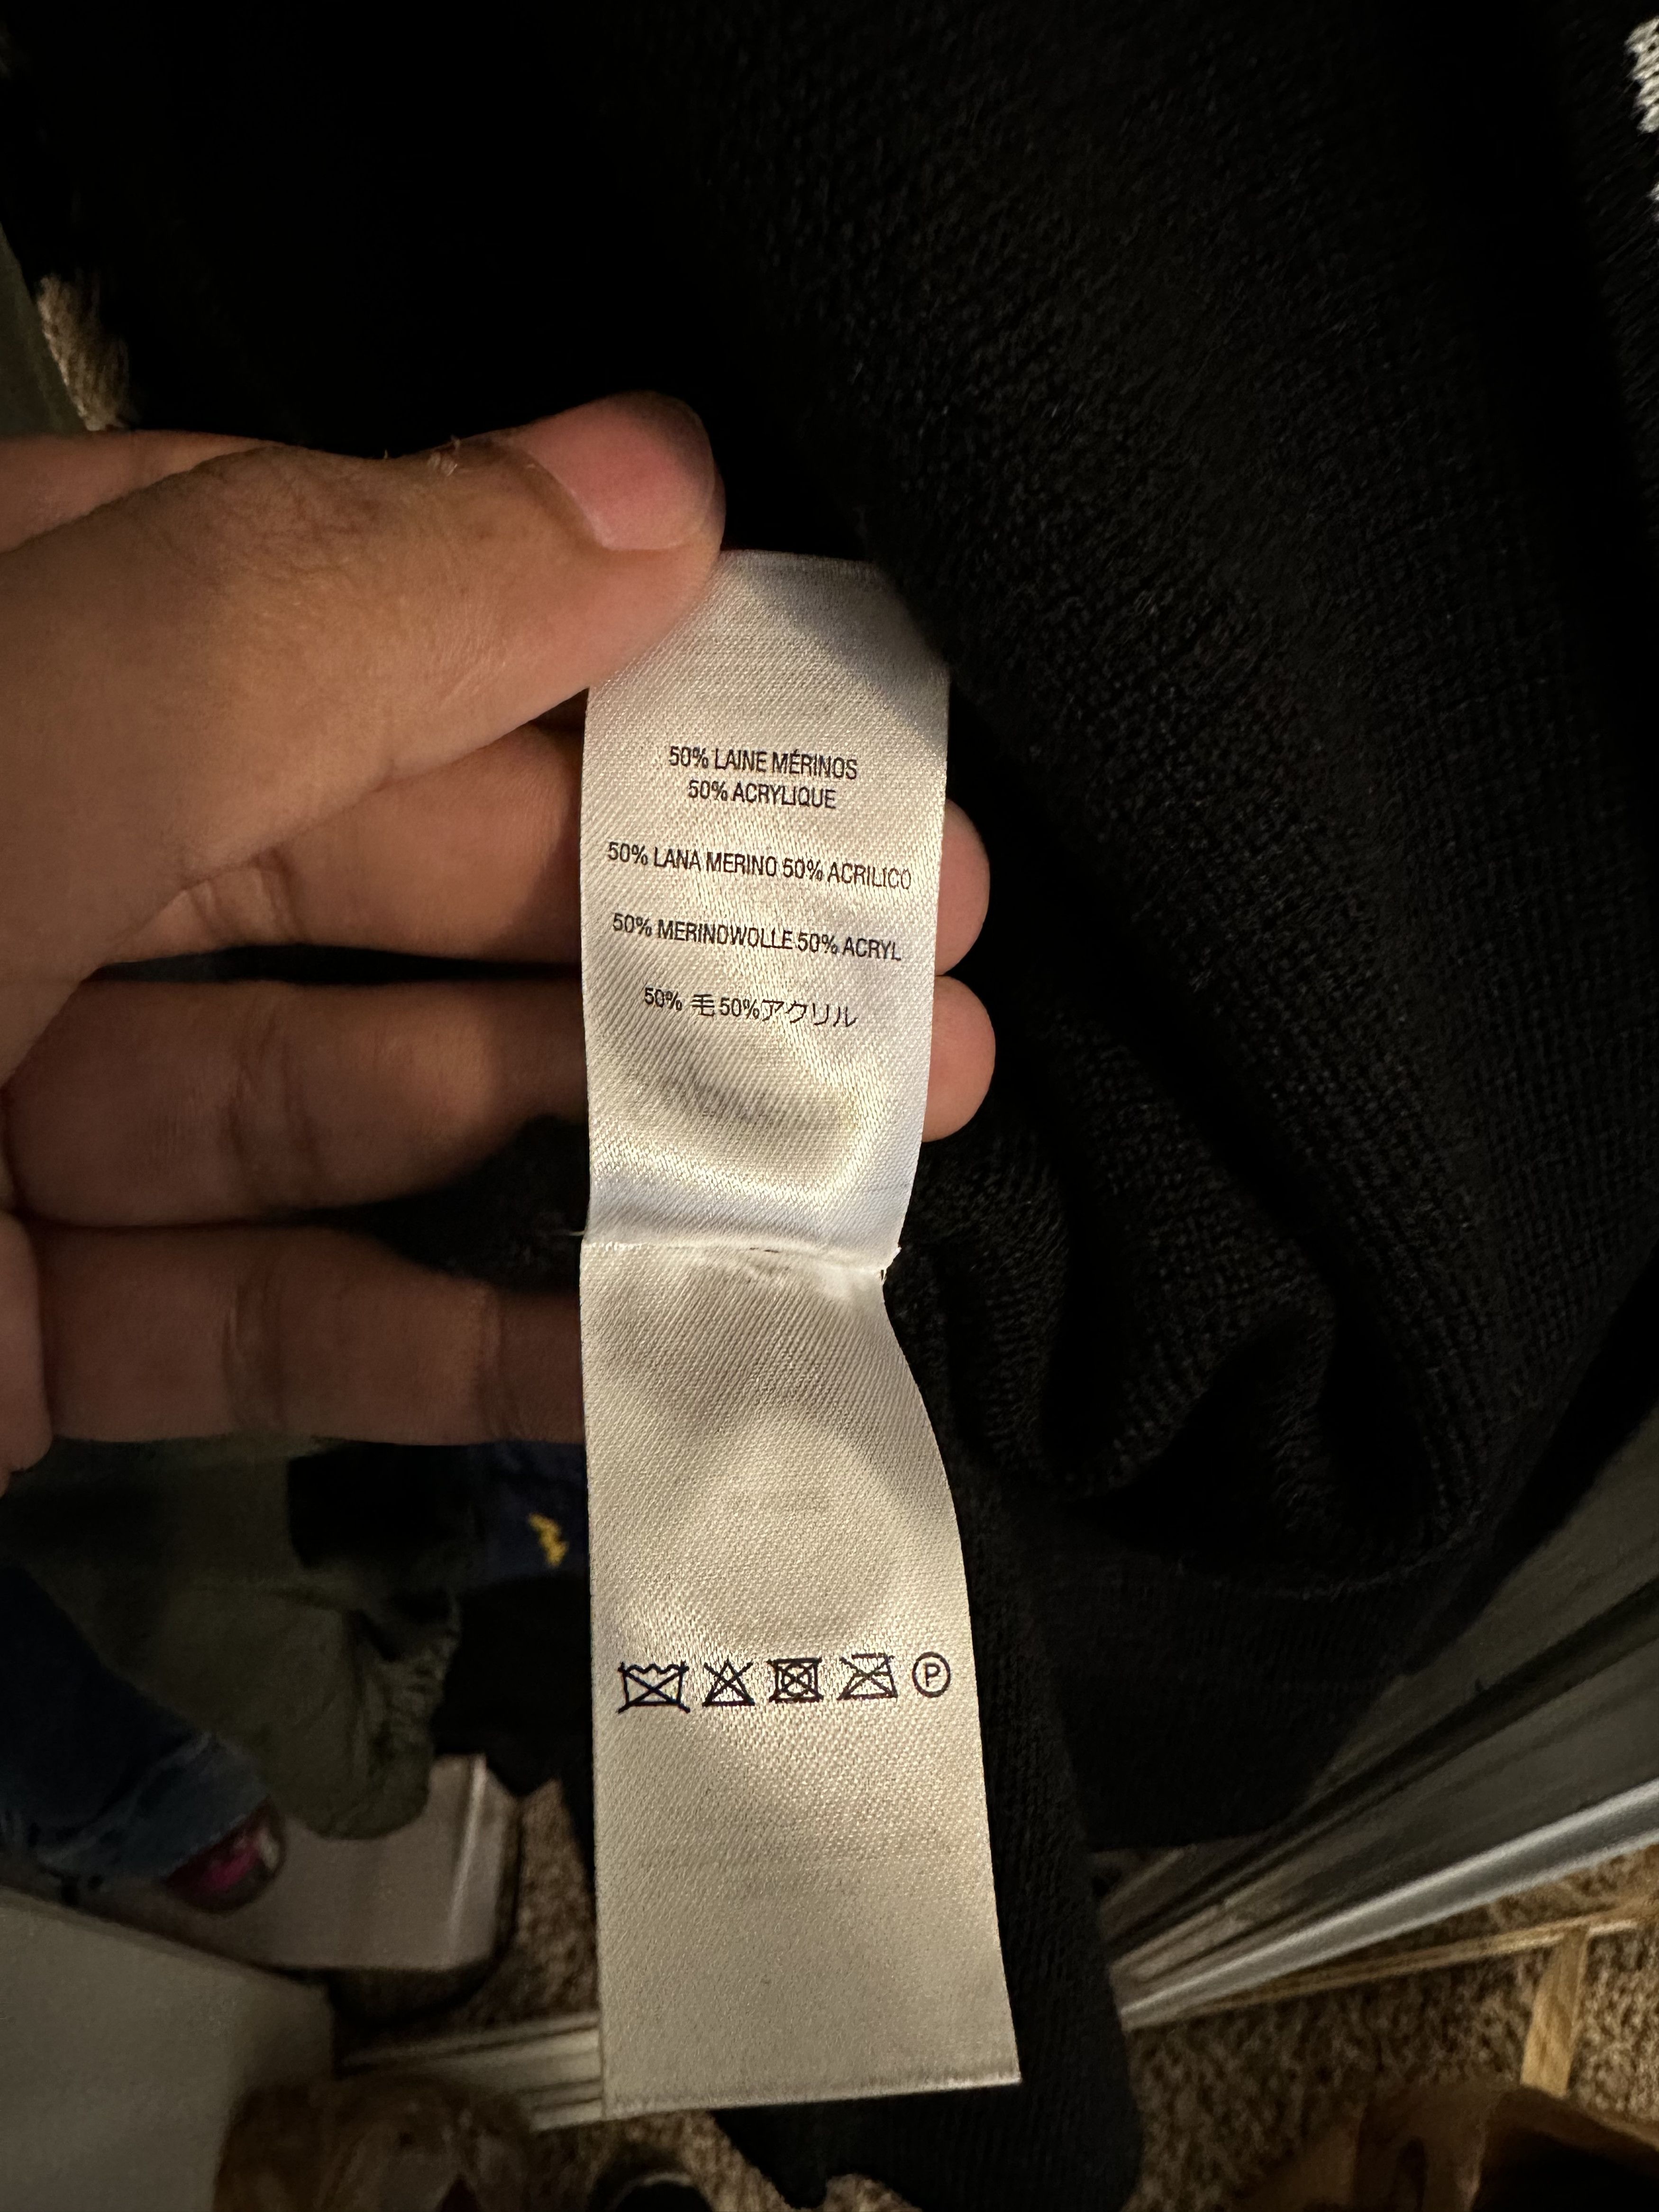 50% LAINE MÉRINOS
50% ACRYLIQUE
50% LANA MERINO 50% ACRILICO
50% MERINOWOLLE 50% ACRYL
50% 毛 50%アクリル
P